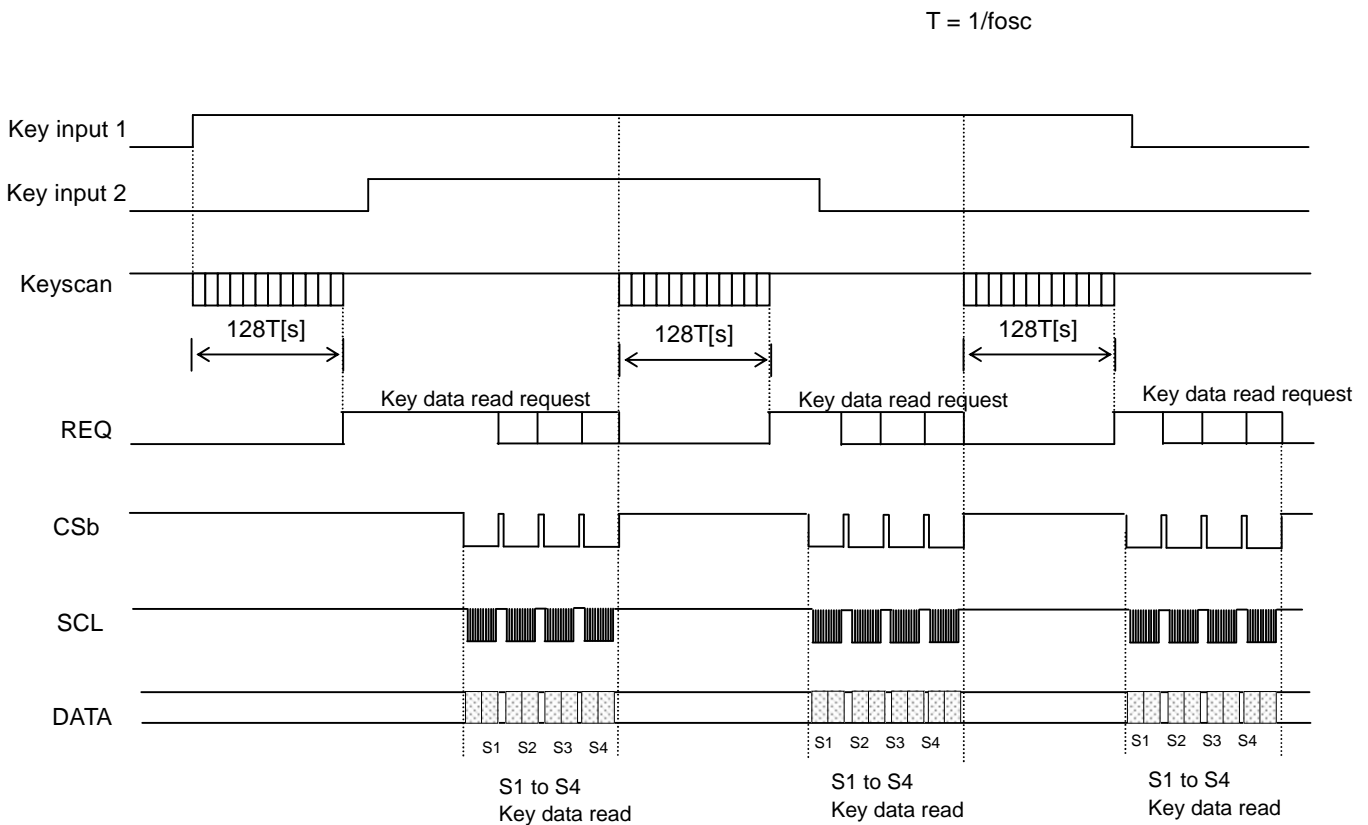 T = 1/fosc
Key input 1
Key input 2
Keyscan
128T[s]
128T[s]
128T[s]
Key data read request
Key data read request
Key data read request
REQ
CSb
SCL
DATA
S1 S2 S3 S4
S1 S2 S3 S4
S1 S2 S3 S4
S1 to S4
Key data read
S1 to S4
Key data read
S1 to S4
Key data read